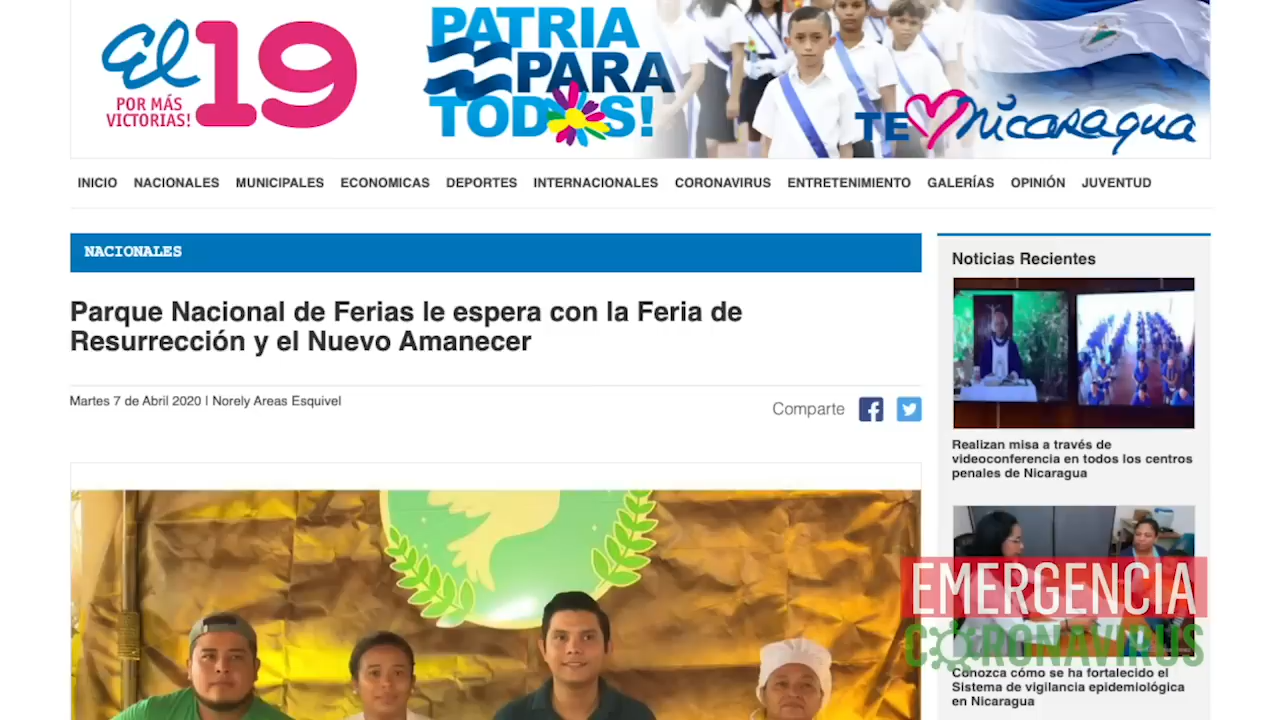 El 19
POR MÁS
VICTORIAS!
PATRIA
PARA
TODOS!
TE Nicaragua
INICIO NACIONALES MUNICIPALES ECONOMICAS DEPORTES INTERNACIONALES CORONAVIRUS ENTRETENIMIENTO GALERÍAS OPINIÓN JUVENTUD
NACIONALES
Parque Nacional de Ferias le espera con la Feria de
Resurrección y el Nuevo Amanecer
Martes 7 de Abril 2020 | Norely Areas Esquivel
Comparte
Noticias Recientes
Realizan misa a través de
videoconferencia en todos los centros
penales de Nicaragua
EMERGENCIA
CORONAVIRUS
Conozca cómo se ha fortalecido el
Sistema de vigilancia epidemiológica
en Nicaragua